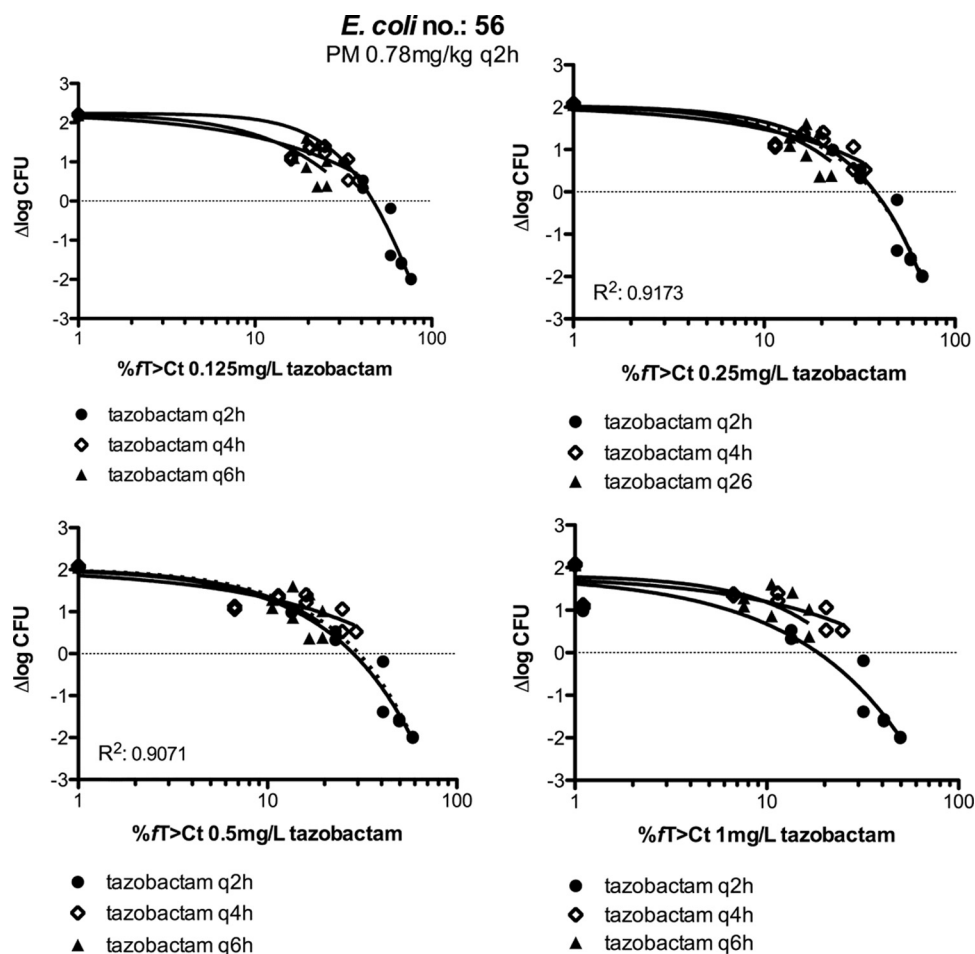 E. coli no.: 56
PM 0.78mg/kg q2h
3
2
1
0
-1
-2
-3
ΔlogCFU
1
10
100
%fT>Ct 0.125mg/L tazobactam
tazobactam q2h
tazobactam q4h
tazobactam q6h
3
2
1
0
-1
-2
-3
Δlog CFU
R²: 0.9173
1
10
100
%fT>Ct 0.25mg/L tazobactam
tazobactam q2h
tazobactam q4h
tazobactam q26
3
2
1
0
-1
-2
-3
Δlog CFU
R²: 0.9071
1
10
100
%fT>Ct 0.5mg/L tazobactam
tazobactam q2h
tazobactam q4h
tazobactam q6h
3
2
1
0
-1
-2
-3
Δlog CFU
1
10
100
%fT>Ct 1mg/L tazobactam
tazobactam q2h
tazobactam q4h
tazobactam q6h